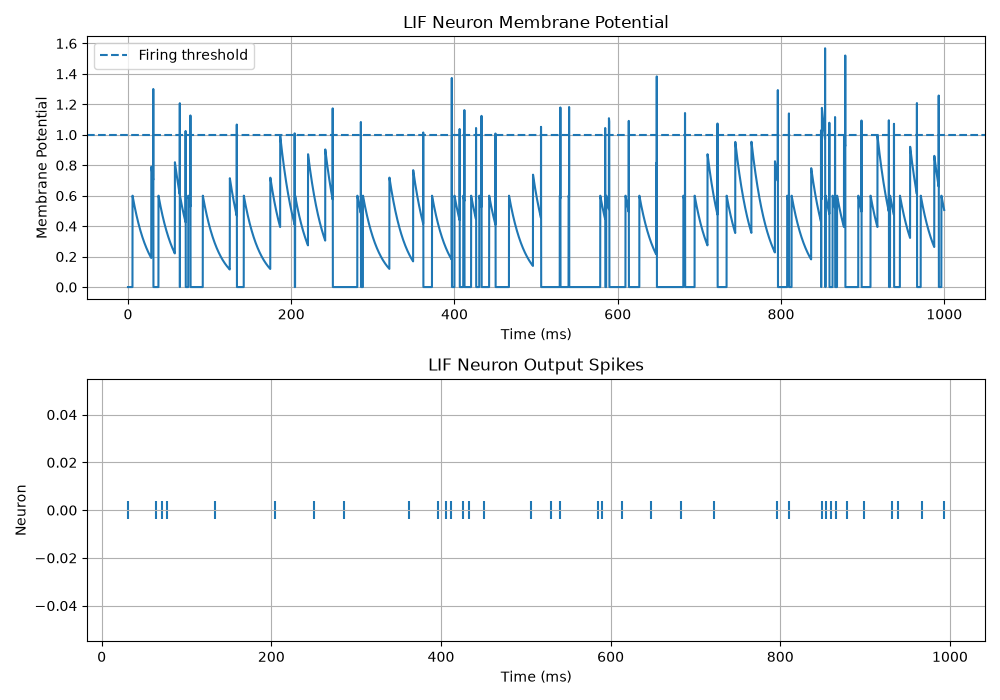 LIF Neuron Membrane Potential
1.6
1.4
1.2
1.0
0.8
0.6
0.4
0.2
0.0
Membrane Potential
Firing threshold
0 200 400 600 800 1000
Time (ms)
LIF Neuron Output Spikes
0.04
0.02
0.00
−0.02
−0.04
Neuron
0 200 400 600 800 1000
Time (ms)